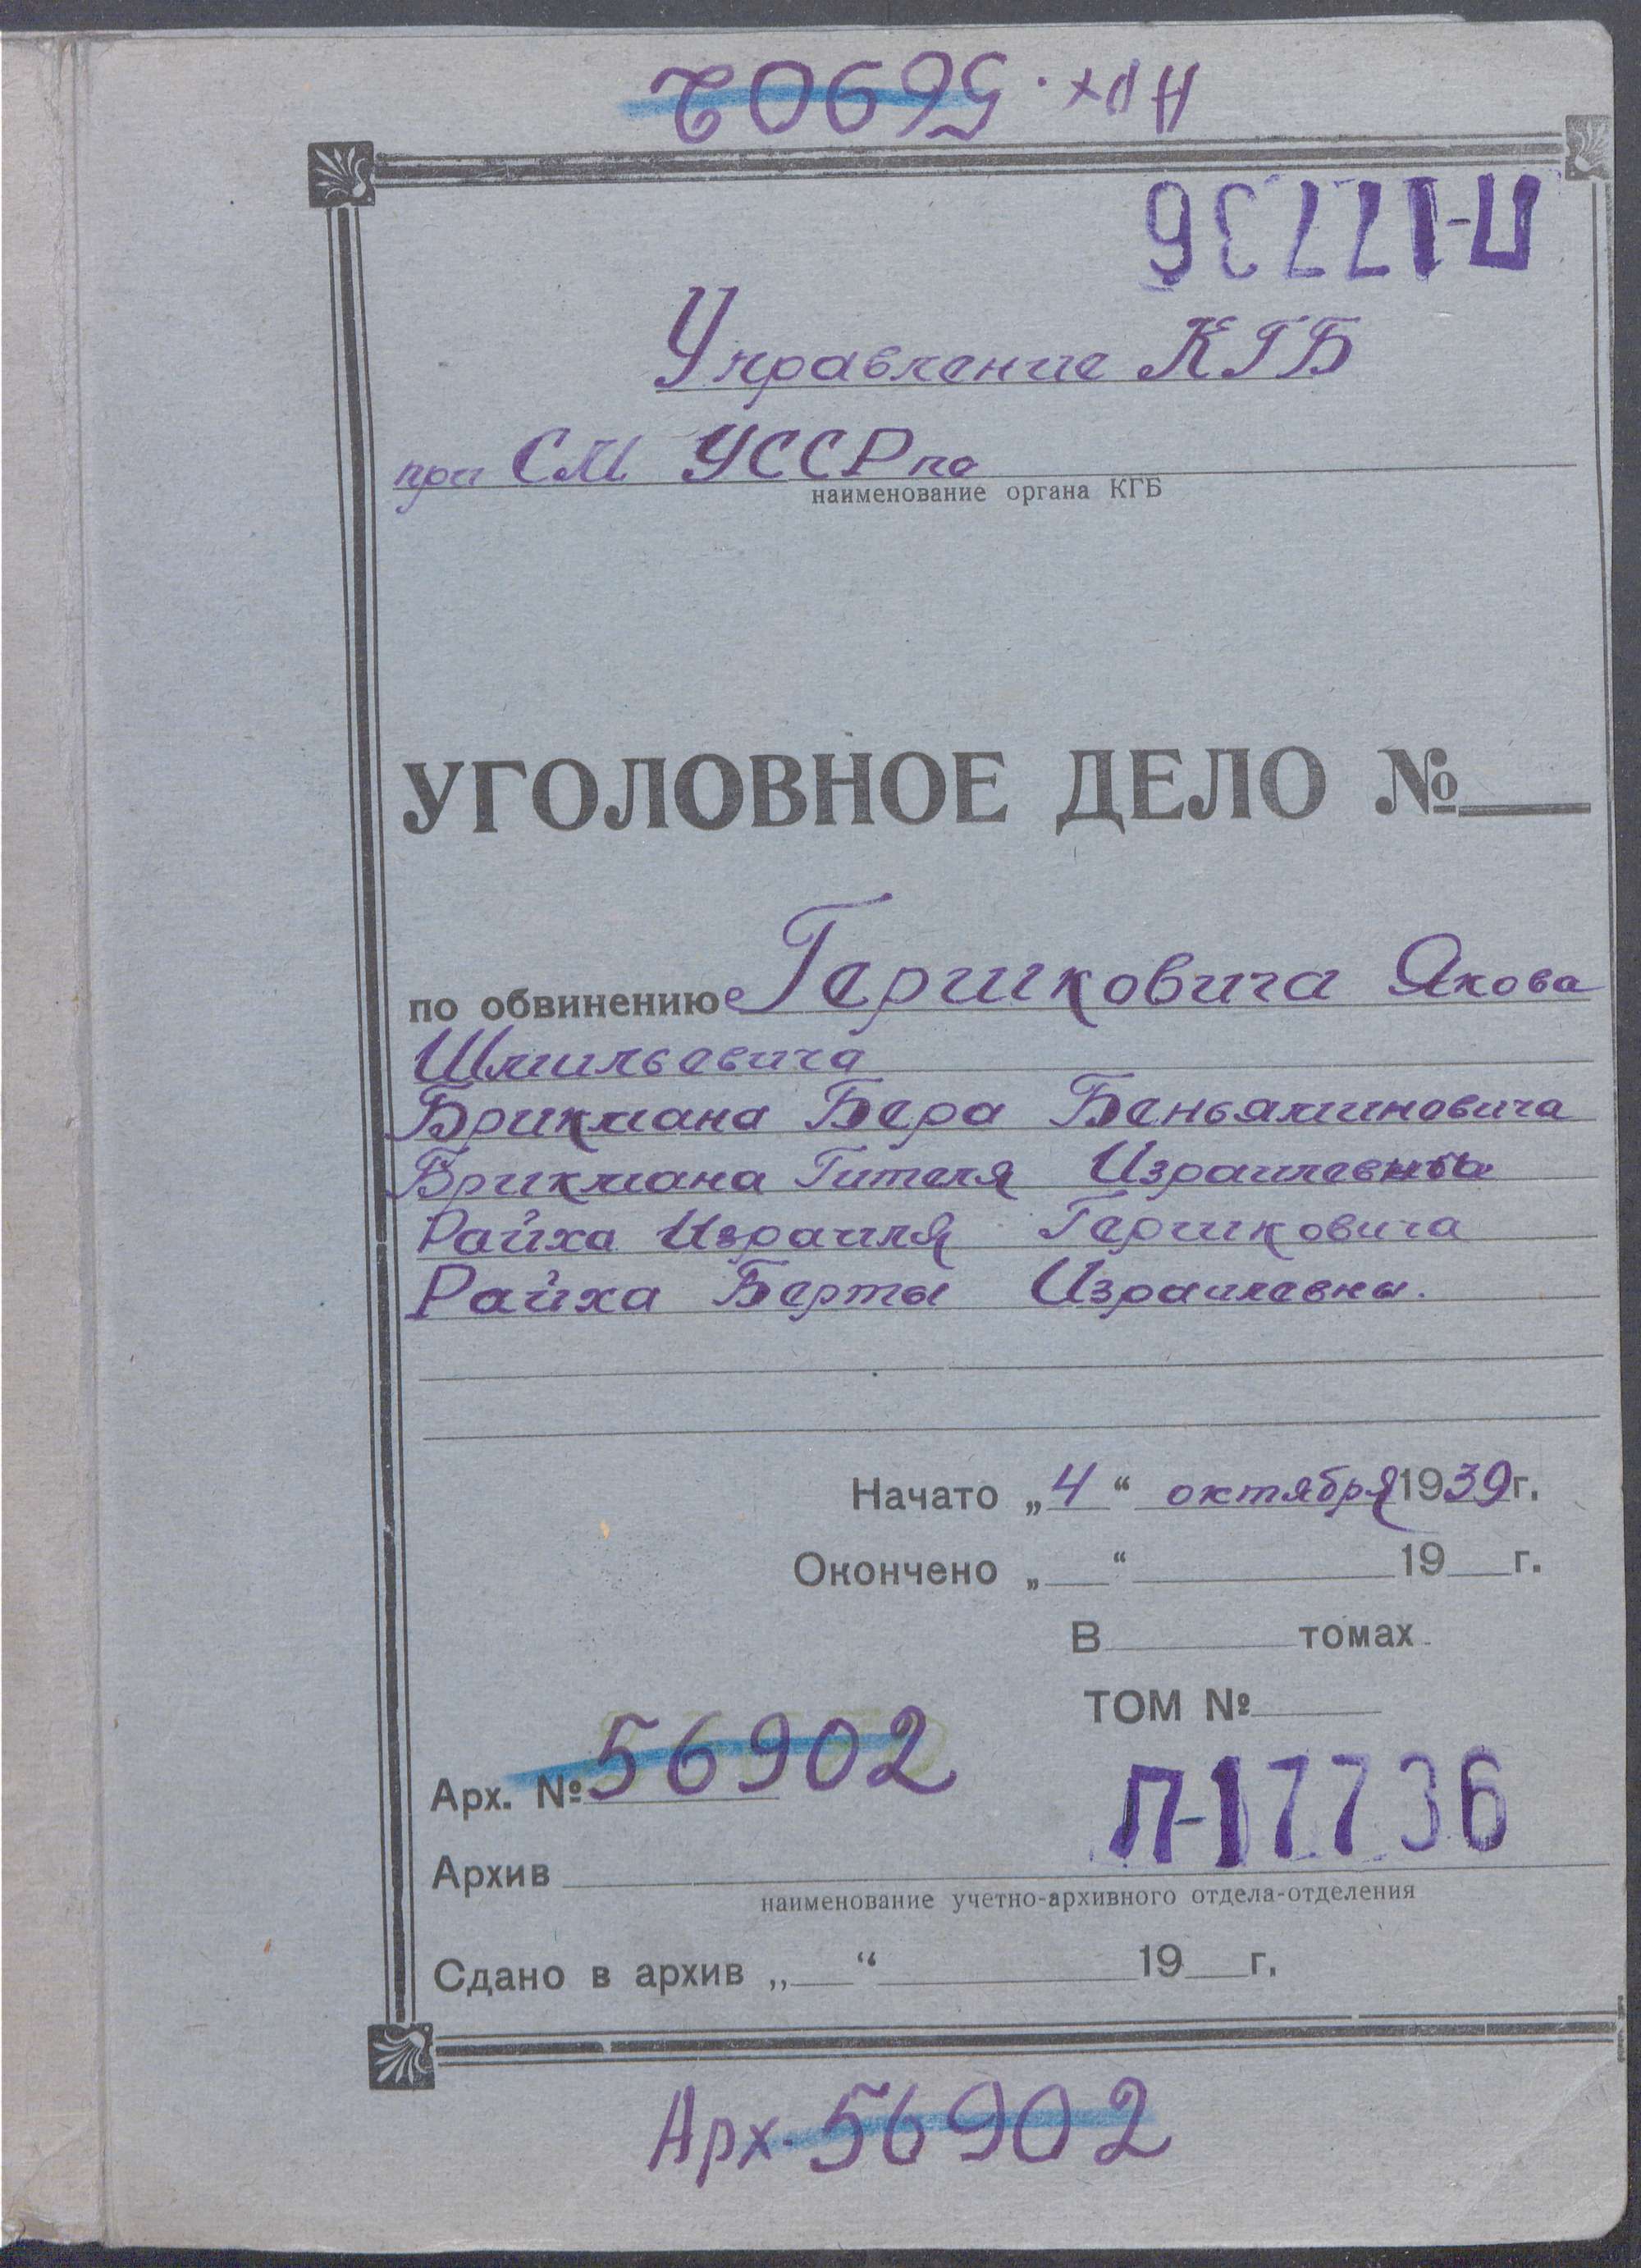 Арх. 56902
П-17736
Управление КГБ
при СМ УССР по
наименование органа КГБ
УГОЛОВНОЕ ДЕЛО №
по обвинению Гершковича Якова
Шмильевича
Брикмана Бера Беньяминовича
Брикмана Гителя Израилевна
Райха Израиля Гершковича
Райха Берты Израилевны.
Начато „4“ октября 1939 г.
Окончено „ “ 19 г.
В томах
ТОМ №
Арх. № 56902
П-17736
Архив
наименование учетно-архивного отдела-отделения
Сдано в архив „ “ 19 г.
Арх. 56902